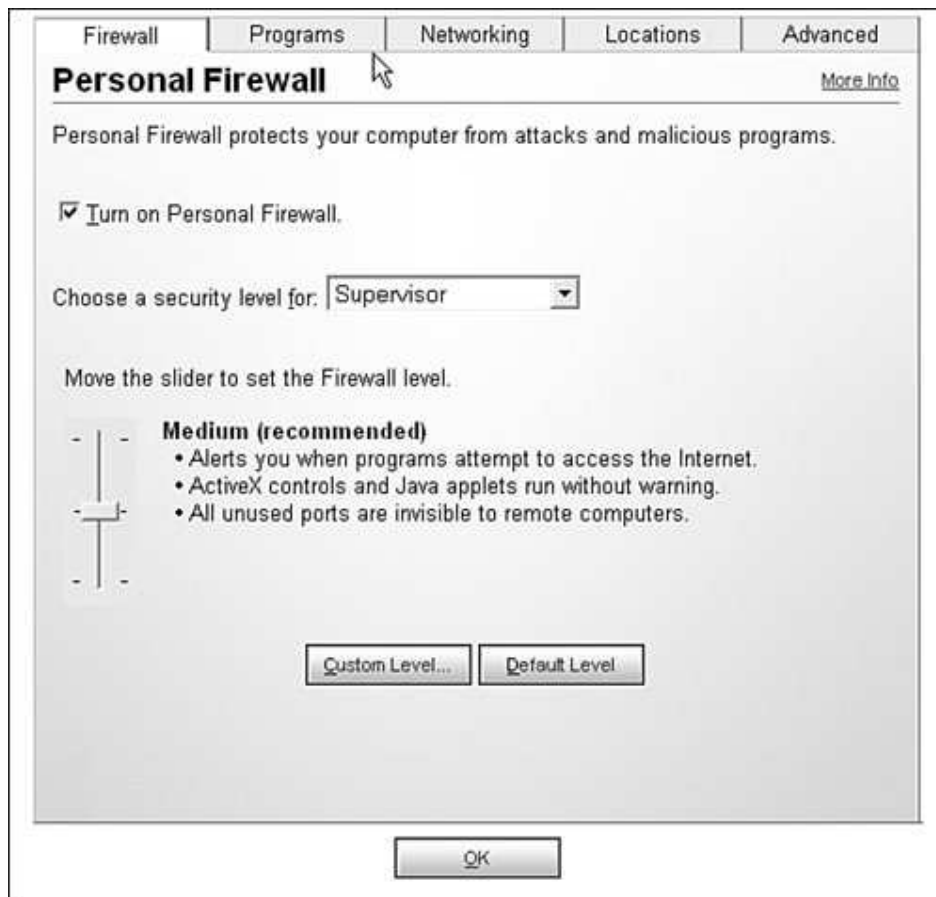 Firewall Programs Networking Locations Advanced
Personal Firewall More Info
Personal Firewall protects your computer from attacks and malicious programs.
Turn on Personal Firewall.
Choose a security level for: Supervisor
Move the slider to set the Firewall level.
Medium (recommended)
• Alerts you when programs attempt to access the Internet.
• ActiveX controls and Java applets run without warning.
• All unused ports are invisible to remote computers.
Custom Level... Default Level
OK